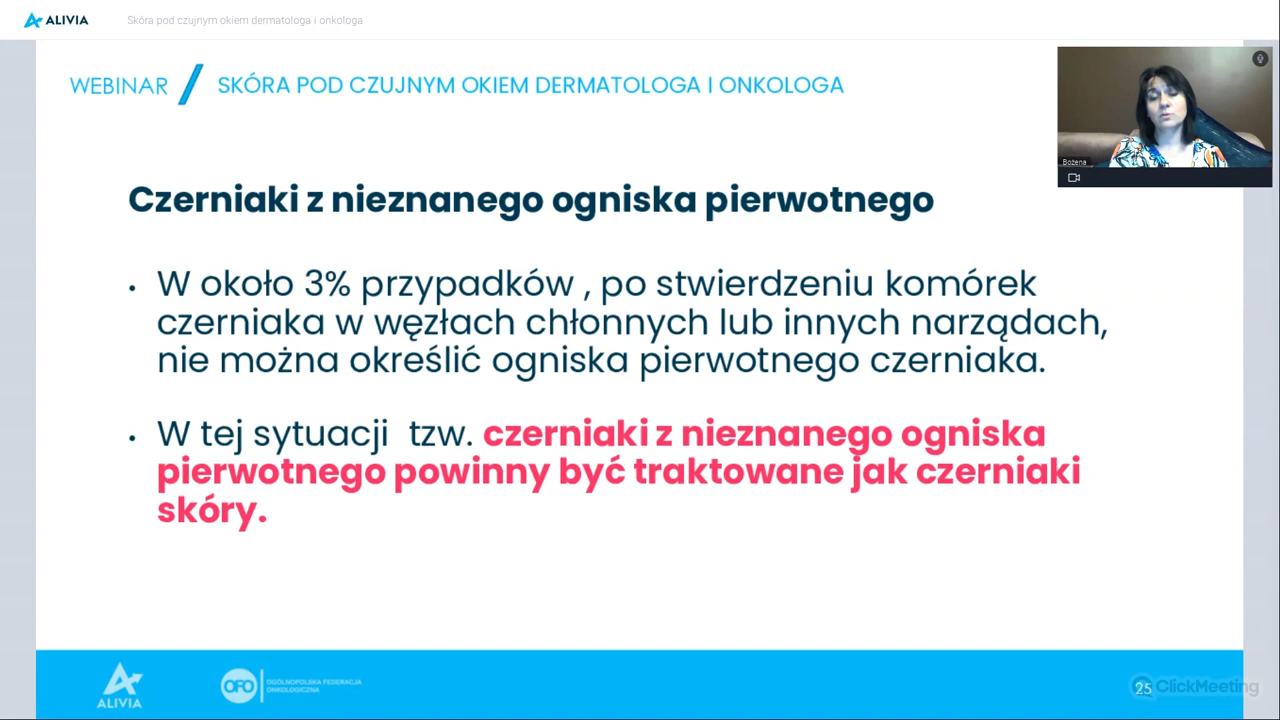 ALIVIA
Skóra pod czujnym okiem dermatologa i onkologa
WEBINAR / SKÓRA POD CZUJNYM OKIEM DERMATOLOGA I ONKOLOGA
Bożena
Czerniaki z nieznanego ogniska pierwotnego
• W około 3% przypadków , po stwierdzeniu komórek
czerniaka w węzłach chłonnych lub innych narządach,
nie można określić ogniska pierwotnego czerniaka.
• W tej sytuacji tzw. czerniaki z nieznanego ogniska
pierwotnego powinny być traktowane jak czerniaki
skóry.
ALIVIA
OFO
OGÓLNOPOLSKA FEDERACJA
ONKOLOGICZNA
25
ClickMeeting